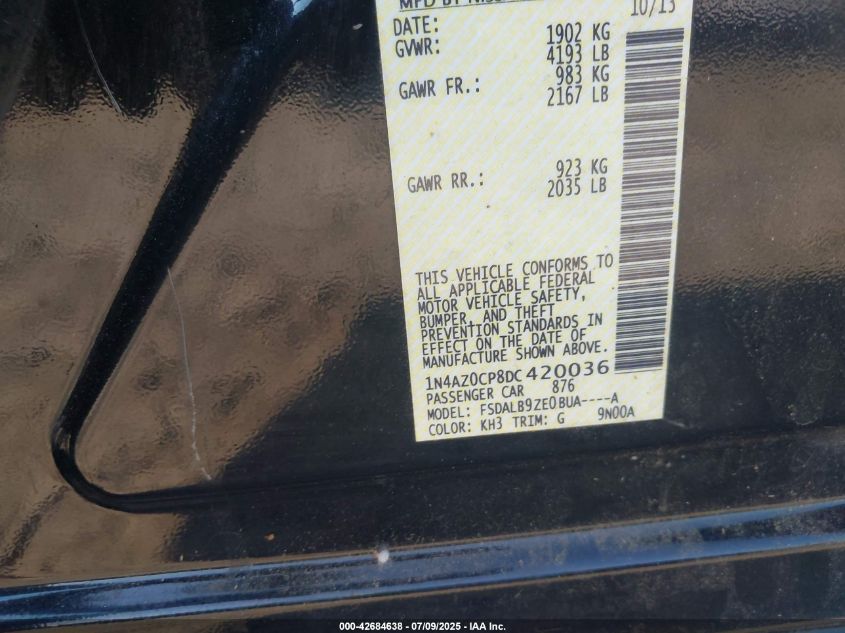 MFD BY
DATE: 10/13
GVWR: 1902 KG
4193 LB
GAWR FR.: 983 KG
2167 LB
GAWR RR.: 923 KG
2035 LB
THIS VEHICLE CONFORMS TO
ALL APPLICABLE FEDERAL
MOTOR VEHICLE SAFETY,
BUMPER, AND THEFT
PREVENTION STANDARDS IN
EFFECT ON THE DATE OF
MANUFACTURE SHOWN ABOVE.
1N4AZ0CP8DC420036
PASSENGER CAR 876
MODEL: FSDALB9ZE0BUA----A
COLOR: KH3 TRIM: G 9N00A
000-42684638 - 07/09/2025 - IAA Inc.